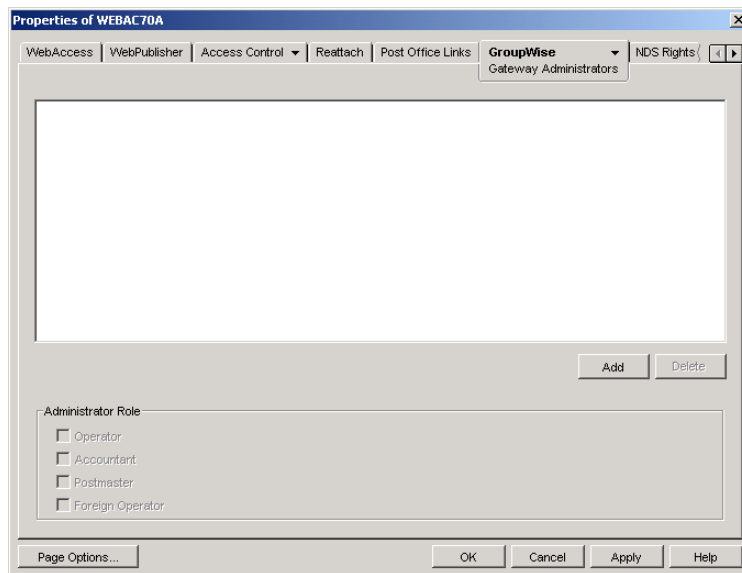 Properties of WEBAC70A
WebAccess WebPublisher Access Control Reattach Post Office Links GroupWise NDS Rights
Gateway Administrators
Add Delete
Administrator Role
Operator
Accountant
Postmaster
Foreign Operator
Page Options... OK Cancel Apply Help